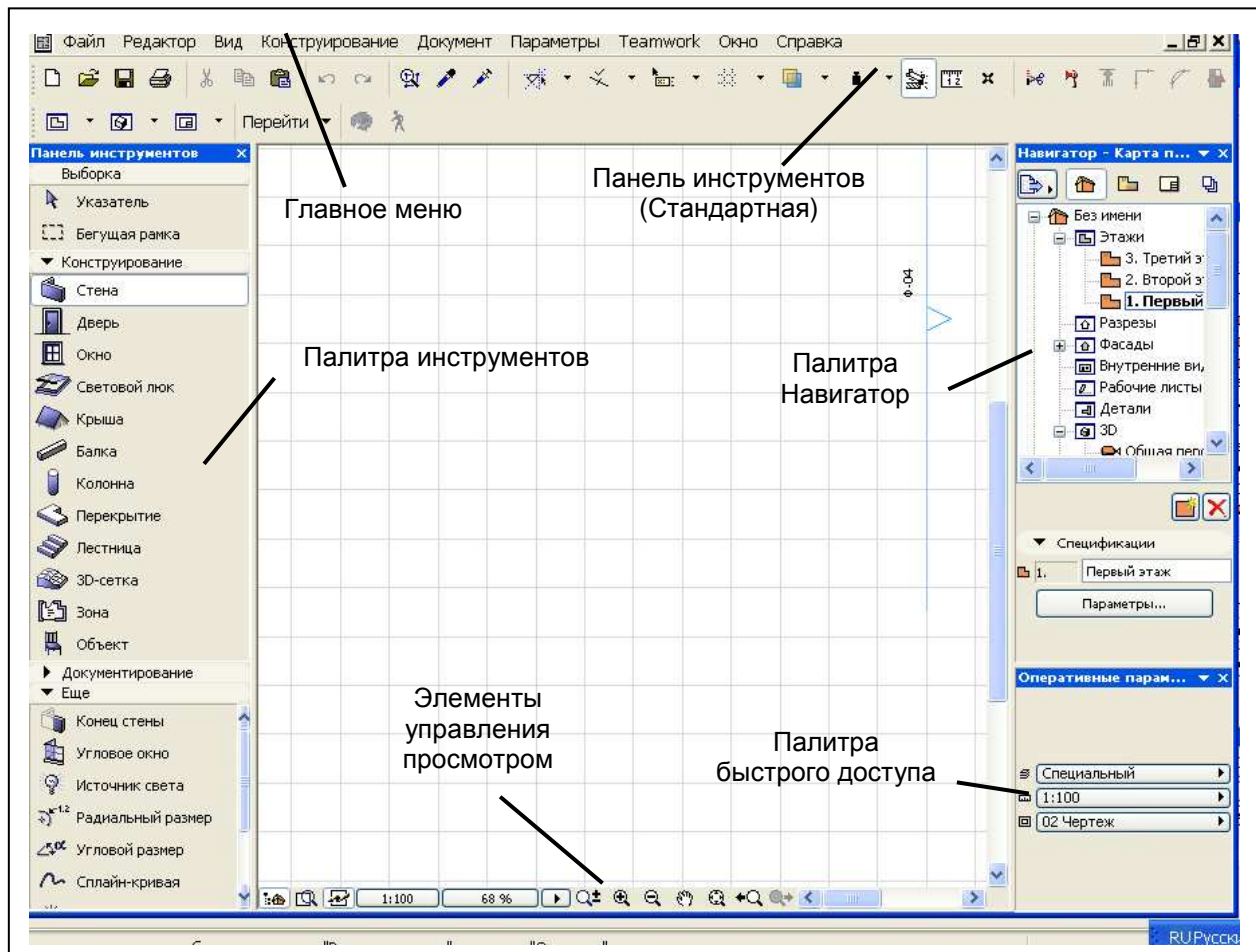 Файл Редактор Вид Конструирование Документ Параметры Teamwork Окно Справка
Перейти
Панель инструментов
Выборка
Указатель
Бегущая рамка
Конструирование
Стена
Дверь
Окно
Световой люк
Крыша
Балка
Колонна
Перекрытие
Лестница
3D-сетка
Зона
Объект
Документирование
Еще
Конец стены
Угловое окно
Источник света
1.2 Радиальный размер
Угловой размер
Сплайн-кривая
Главное меню
Панель инструментов
(Стандартная)
Ф-04
Палитра инструментов
Палитра
Навигатор
Элементы
управления
просмотром
Палитра
быстрого доступа
1:100 68 %
Навигатор - Карта п...
Без имени
Этажи
3. Третий э
2. Второй э
1. Первый
Разрезы
Фасады
Внутренние ви
Рабочие листы
Детали
3D
Общая пер
Спецификации
1. Первый этаж
Параметры...
Оперативные парам...
Специальный
1:100
02 Чертеж
RU Русски